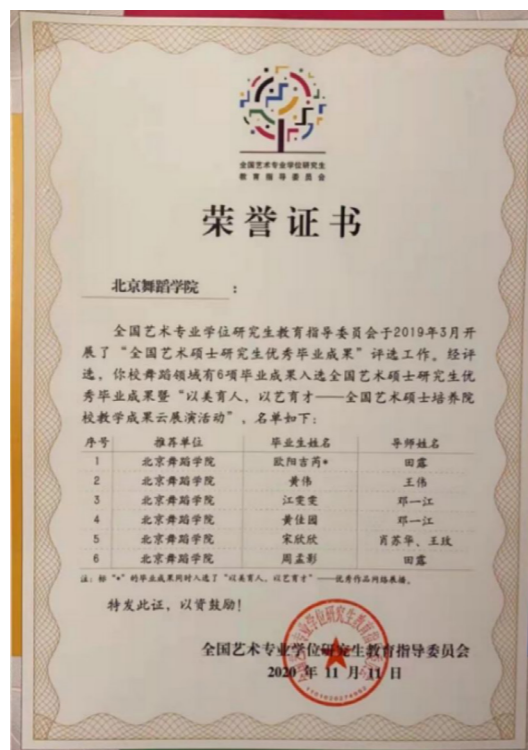 全国艺术专业学位研究生
教育指导委员会
荣誉证书
北京舞蹈学院：
全国艺术专业学位研究生教育指导委员会于2019年3月开
展了“全国艺术硕士研究生优秀毕业成果”评选工作。经评
选，你校舞蹈领域有6项毕业成果入选全国艺术硕士研究生优
秀毕业成果暨“以美育人，以艺育才——全国艺术硕士培养院
校教学成果云展演活动”，名单如下：
序号 推荐单位 毕业生姓名 导师姓名
1 北京舞蹈学院 欧阳吉芮* 田露
2 北京舞蹈学院 黄伟 王伟
3 北京舞蹈学院 江雯雯 邓一江
4 北京舞蹈学院 黄佳园 邓一江
5 北京舞蹈学院 宋欣欣 肖苏华、王玫
6 北京舞蹈学院 周孟彩 田露
注：标“*”的毕业成果同时入选了“以美育人，以艺育才”——优秀作品网络展播。
特发此证，以资鼓励！
全国艺术专业学位研究生教育指导委员会
2020 年 11 月 11 日